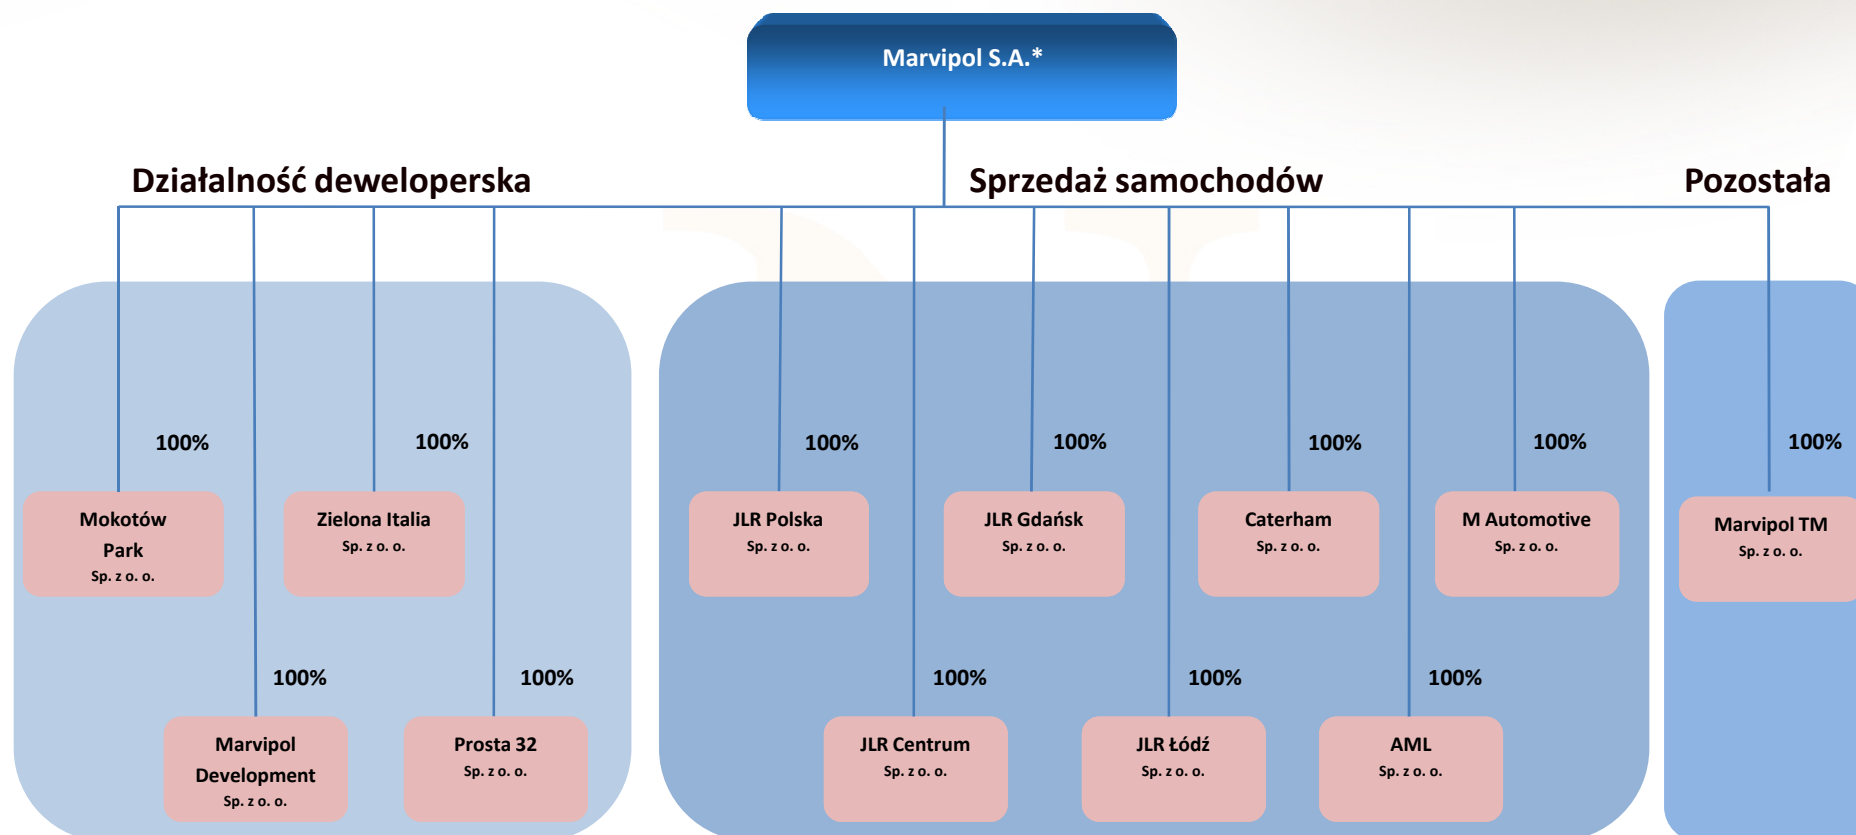 Marvipol S.A.*
Działalność deweloperska
Sprzedaż samochodów
Pozostała
100%
100%
100%
100%
100%
100%
100%
Mokotów
Park
Sp. z o. o.
Zielona Italia
Sp. z o. o.
JLR Polska
Sp. z o. o.
JLR Gdańsk
Sp. z o. o.
Caterham
Sp. z o. o.
M Automotive
Sp. z o. o.
Marvipol TM
Sp. z o. o.
100%
100%
100%
100%
100%
Marvipol
Development
Sp. z o. o.
Prosta 32
Sp. z o. o.
JLR Centrum
Sp. z o. o.
JLR Łódź
Sp. z o. o.
AML
Sp. z o. o.